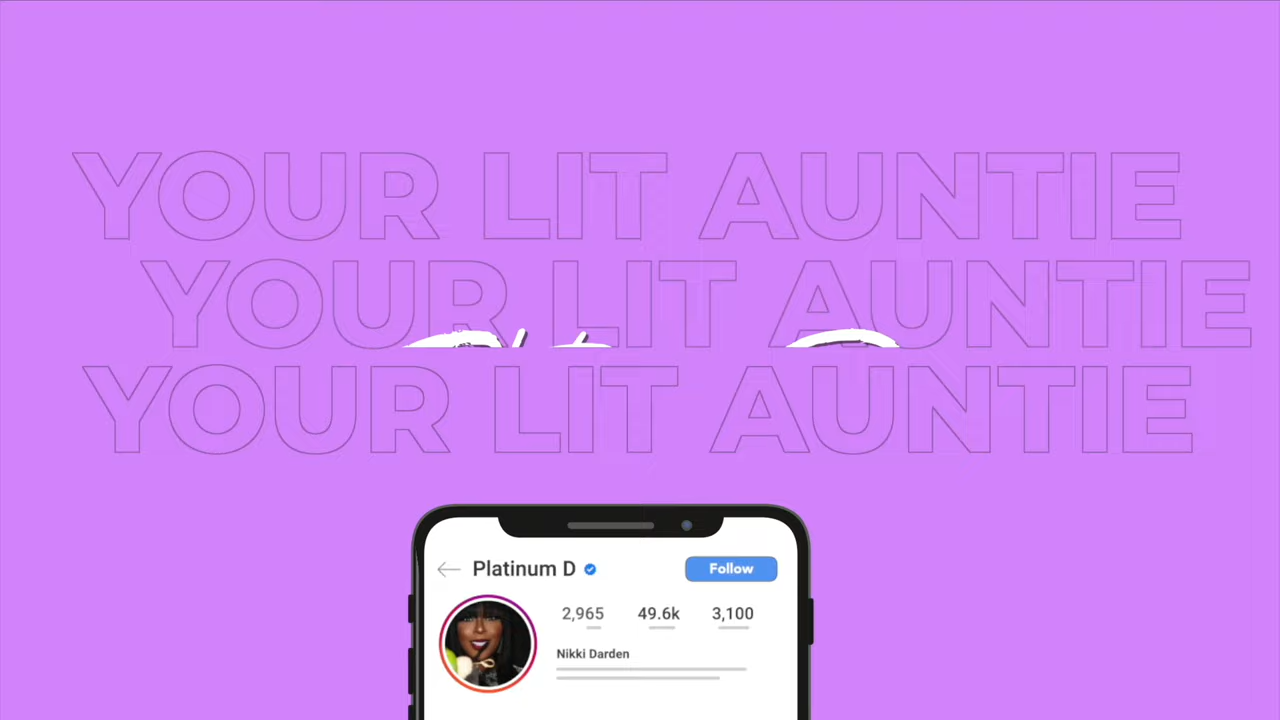 YOUR LIT AUNTIE
YOUR LIT AUNTIE
YOUR LIT AUNTIE
Platinum D
Follow
2,965 49.6k 3,100
Nikki Darden